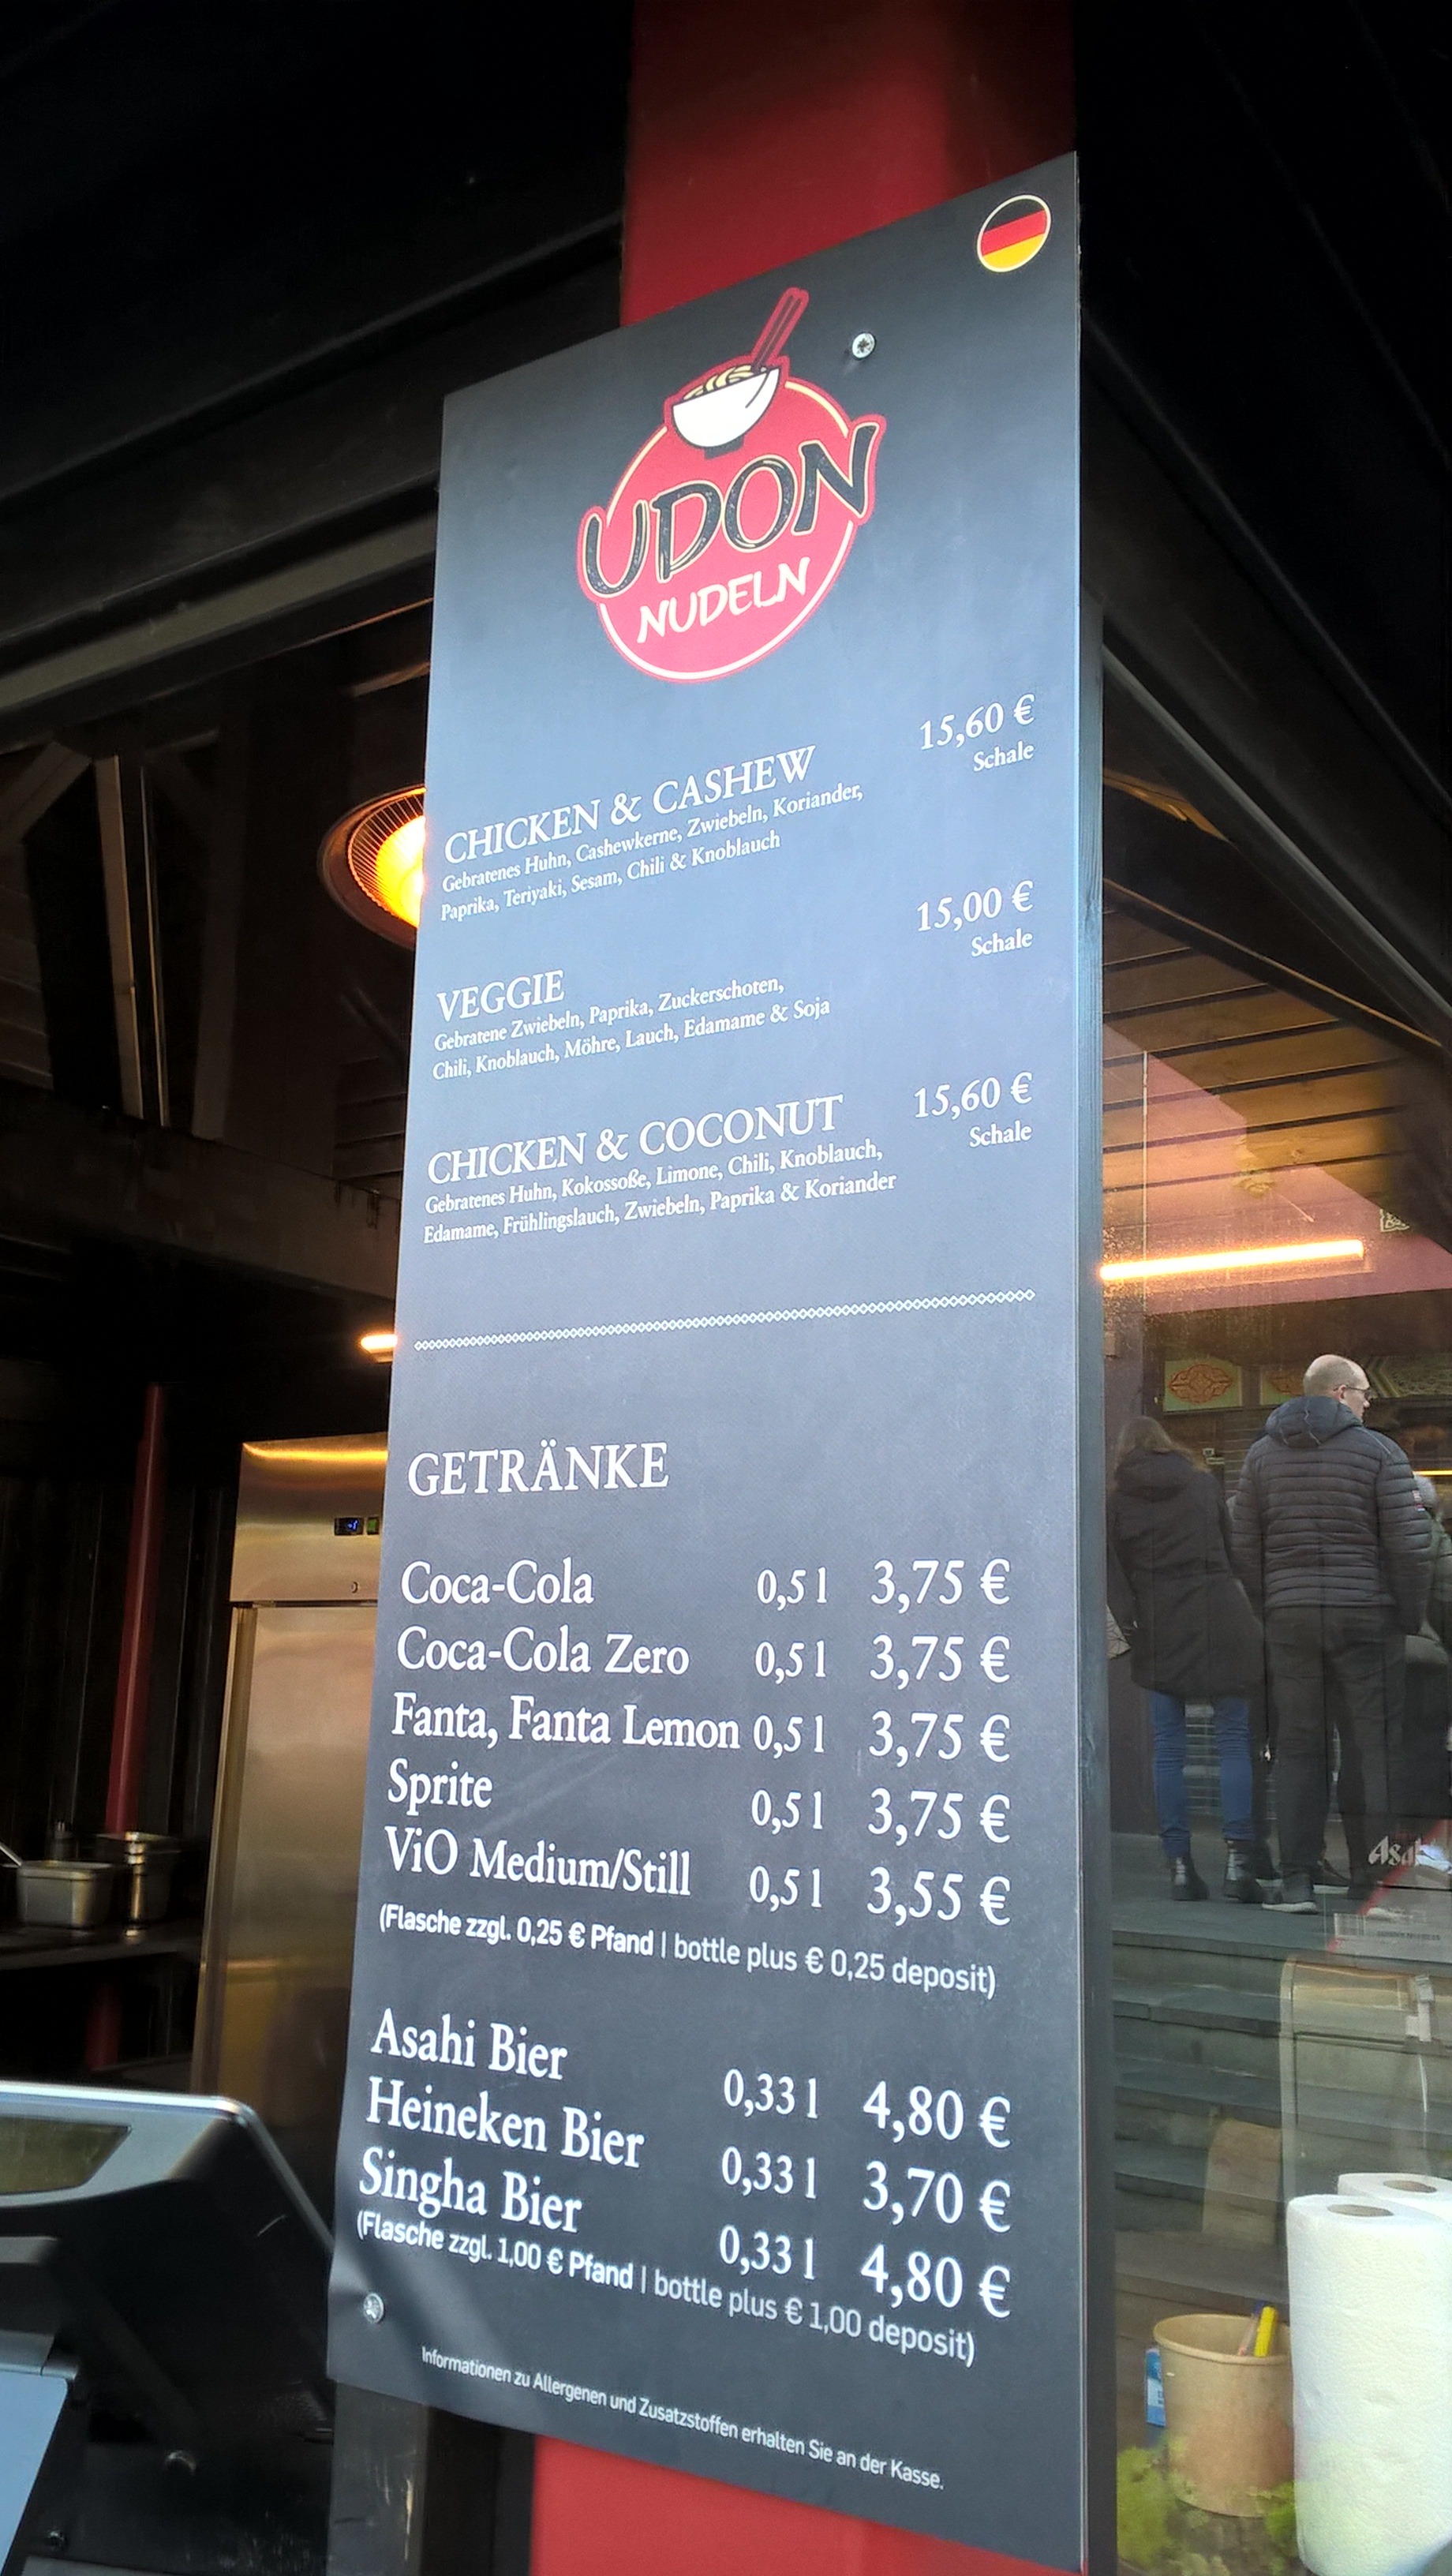 UDON
NUDELN
15,60 €
Schale
CHICKEN & CASHEW
Gebratenes Huhn, Cashewkerne, Zwiebeln, Koriander,
Paprika, Teriyaki, Sesam, Chili & Knoblauch
15,00 €
Schale
VEGGIE
Gebratene Zwiebeln, Paprika, Zuckerschoten,
Chili, Knoblauch, Möhre, Lauch, Edamame & Soja
15,60 €
Schale
CHICKEN & COCONUT
Gebratenes Huhn, Kokossoße, Limone, Chili, Knoblauch,
Edamame, Frühlingslauch, Zwiebeln, Paprika & Koriander
GETRÄNKE
Coca-Cola 0,5 l 3,75 €
Coca-Cola Zero 0,5 l 3,75 €
Fanta, Fanta Lemon 0,5 l 3,75 €
Sprite 0,5 l 3,75 €
ViO Medium/Still 0,5 l 3,55 €
(Flasche zzgl. 0,25 € Pfand | bottle plus € 0,25 deposit)
Asahi Bier 0,33 l 4,80 €
Heineken Bier 0,33 l 3,70 €
Singha Bier 0,33 l 4,80 €
(Flasche zzgl. 1,00 € Pfand | bottle plus € 1,00 deposit)
Informationen zu Allergenen und Zusatzstoffen erhalten Sie an der Kasse.